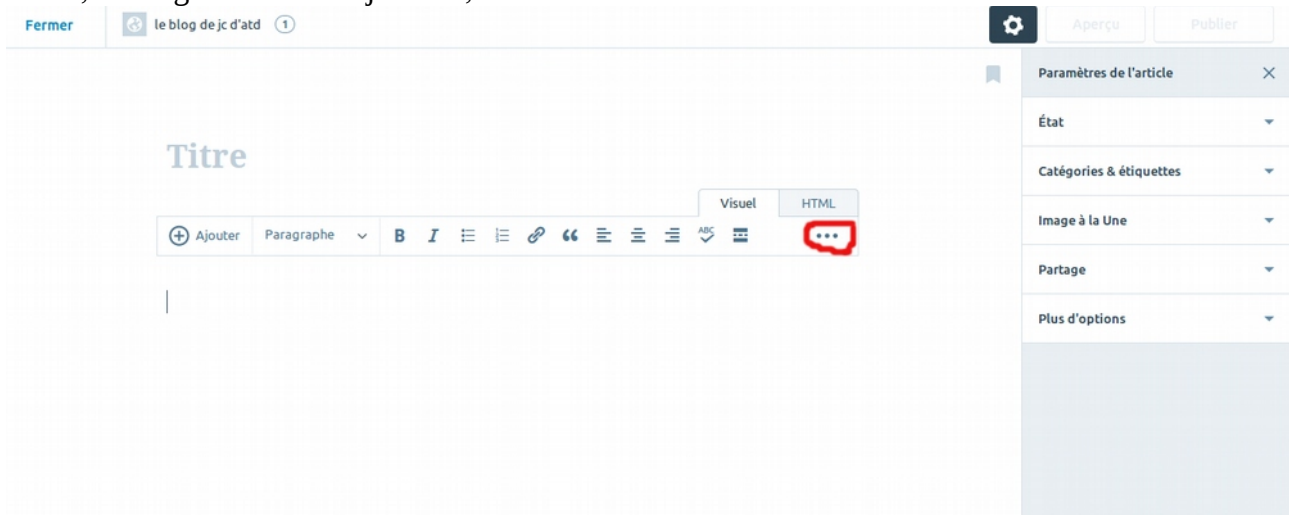 Fermer le blog de jc d'atd 1 Aperçu Publier
Paramètres de l'article
État
Titre
Catégories & étiquettes
Visuel HTML
Image à la Une
Ajouter Paragraphe B I ABC
Partage
Plus d'options